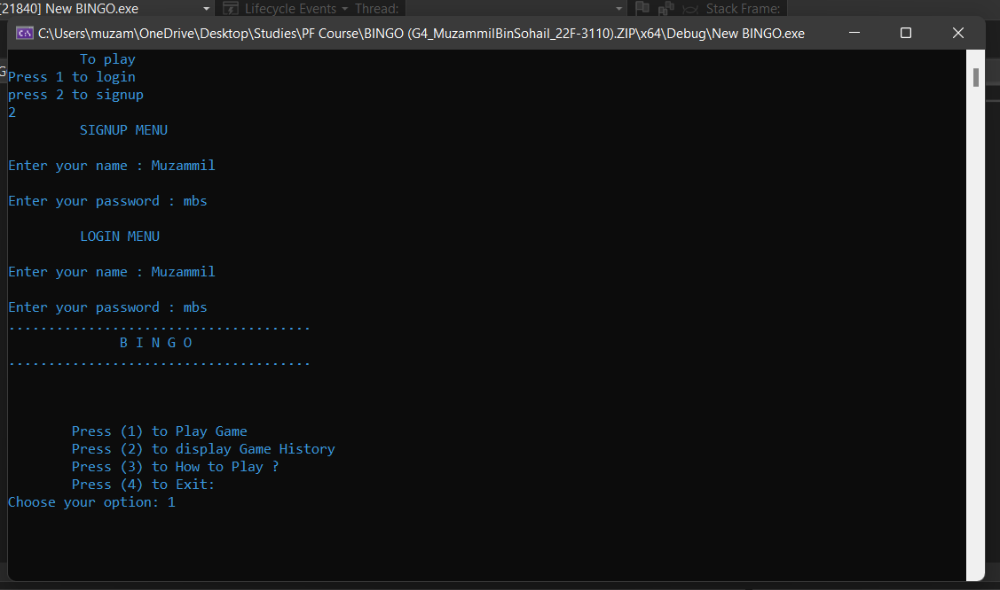 [21840] New BINGO.exe Lifecycle Events Thread: Stack Frame:
C:\Users\muzam\OneDrive\Desktop\Studies\PF Course\BINGO (G4_MuzammilBinSohail_22F-3110).ZIP\x64\Debug\New BINGO.exe
To play
Press 1 to login
press 2 to signup
2
SIGNUP MENU
Enter your name : Muzammil
Enter your password : mbs
LOGIN MENU
Enter your name : Muzammil
Enter your password : mbs
......................................
B I N G O
......................................
Press (1) to Play Game
Press (2) to display Game History
Press (3) to How to Play ?
Press (4) to Exit:
Choose your option: 1